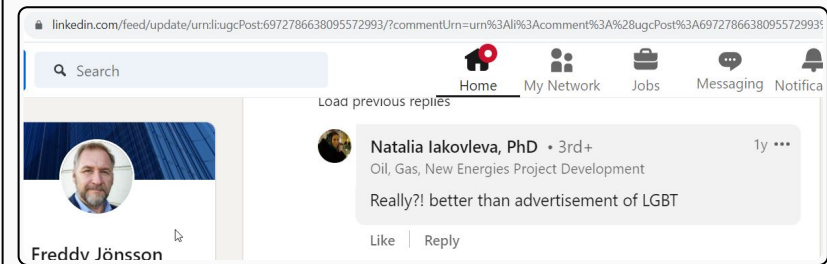 linkedin.com/feed/update/urn:li:ugcPost:6972786638095572993/?commentUrn=urn%3Ali%3Acomment%3A%28ugcPost%3A6972786638095572993%
Search
Home
My Network
Jobs
Messaging
Notifica
Load previous replies
Natalia Iakovleva, PhD • 3rd+
1y •••
Oil, Gas, New Energies Project Development
Really?! better than advertisement of LGBT
Like
Reply
Freddy Jönsson